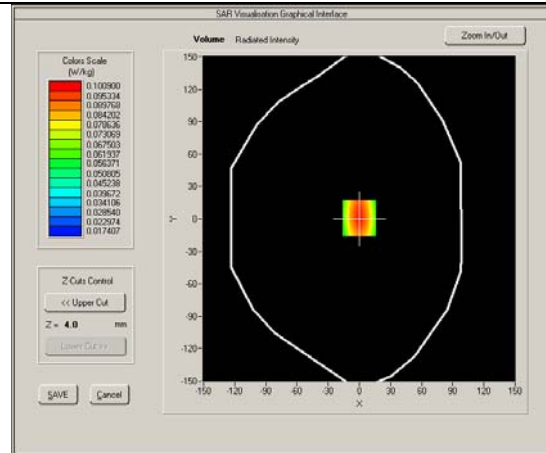 SAR Visualisation Graphical Interface
Volume Radiated Intensity
Zoom In/Out
Colors Scale
(W/kg)
0.100900
0.095334
0.089768
0.084202
0.078636
0.073069
0.067503
0.061937
0.056371
0.050805
0.045238
0.039672
0.034106
0.028540
0.022974
0.017407
Z Cuts Control
<< Upper Cut
Z = 4.0 mm
Lower Cut >>
SAVE Cancel
150
120
90
60
30
0
-30
-60
-90
-120
-150
Y
-150 -120 -90 -60 -30 0 30 60 90 120 150
X